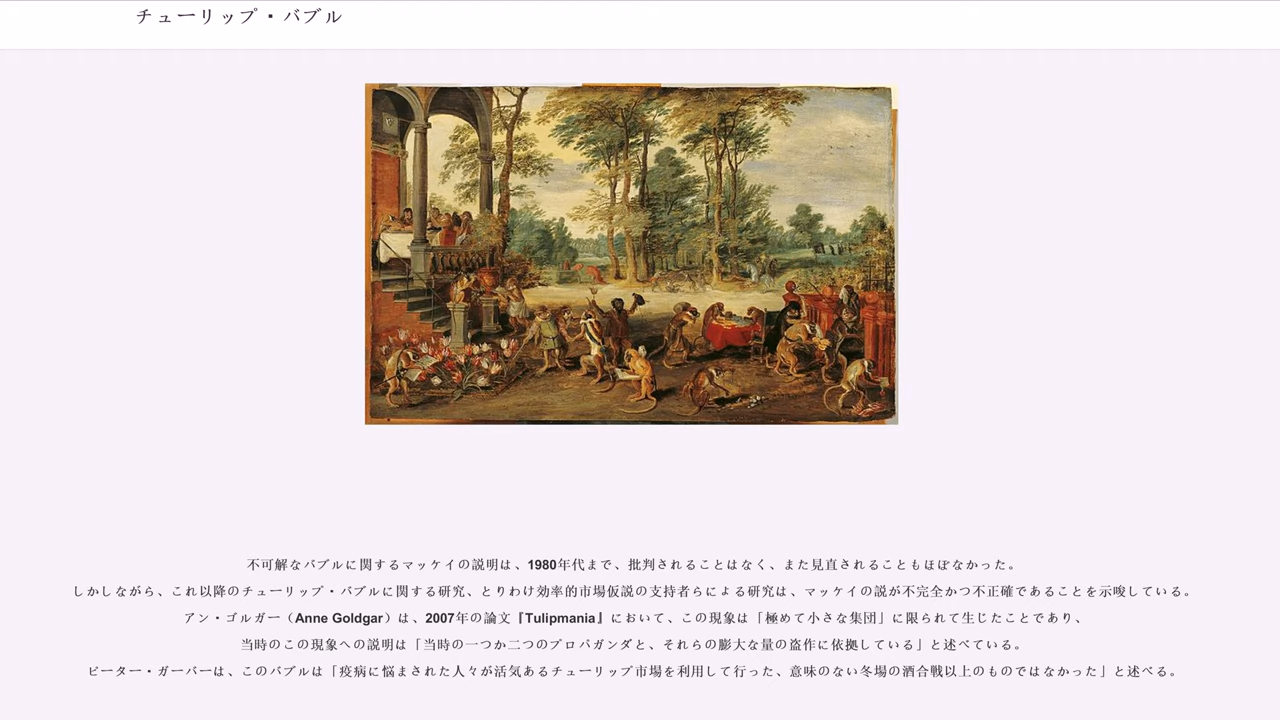 チューリップ・バブル
不可解なバブルに関するマッケイの説明は、1980年代まで、批判されることはなく、また見直されることもほぼなかった。
しかしながら、これ以降のチューリップ・バブルに関する研究、とりわけ効率的市場仮説の支持者らによる研究は、マッケイの説が不完全かつ不正確であることを示唆している。
アン・ゴルガー（Anne Goldgar）は、2007年の論文『Tulipmania』において、この現象は「極めて小さな集団」に限られて生じたことであり、
当時のこの現象への説明は「当時の一つか二つのプロパガンダと、それらの膨大な量の盗作に依拠している」と述べている。
ピーター・ガーバーは、このバブルは「疫病に悩まされた人々が活気あるチューリップ市場を利用して行った、意味のない冬場の酒合戦以上のものではなかった」と述べる。